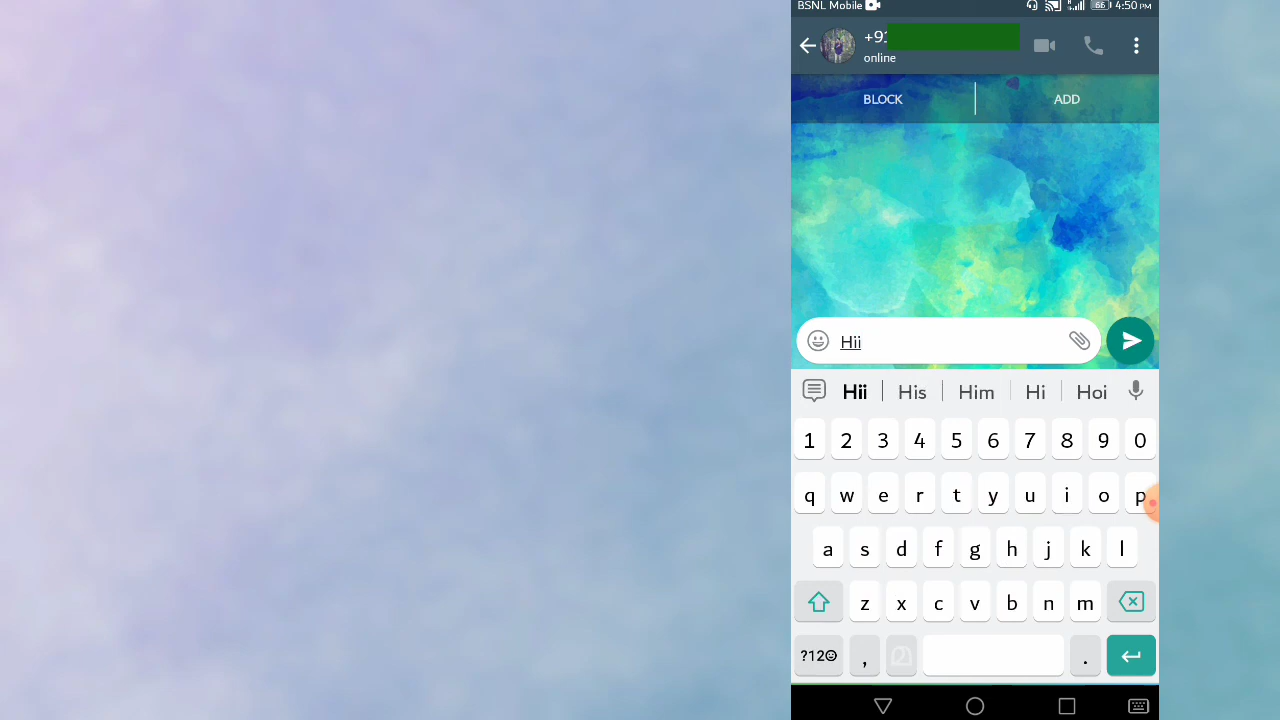 BSNL Mobile 66 4:50 PM
+91
online
BLOCK ADD
Hii
Hii His Him Hi Hoi
1 2 3 4 5 6 7 8 9 0
q w e r t y u i o p
a s d f g h j k l
z x c v b n m
?12☺ , മ .